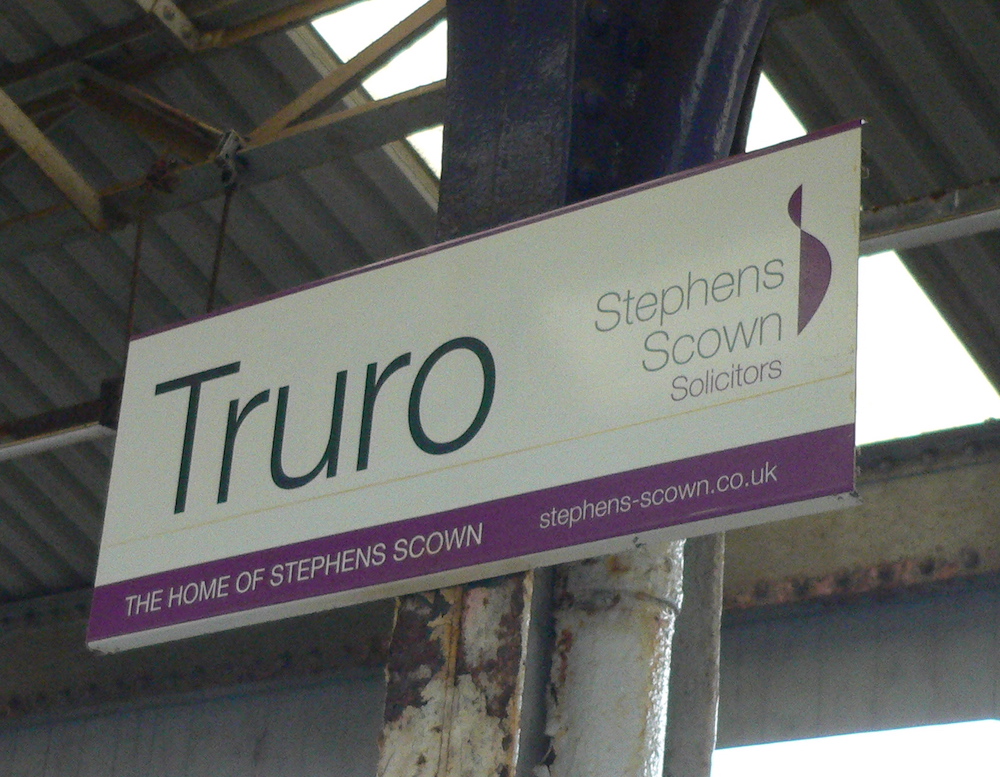 Truro
Stephens
Scown
Solicitors
THE HOME OF STEPHENS SCOWN
stephens-scown.co.uk